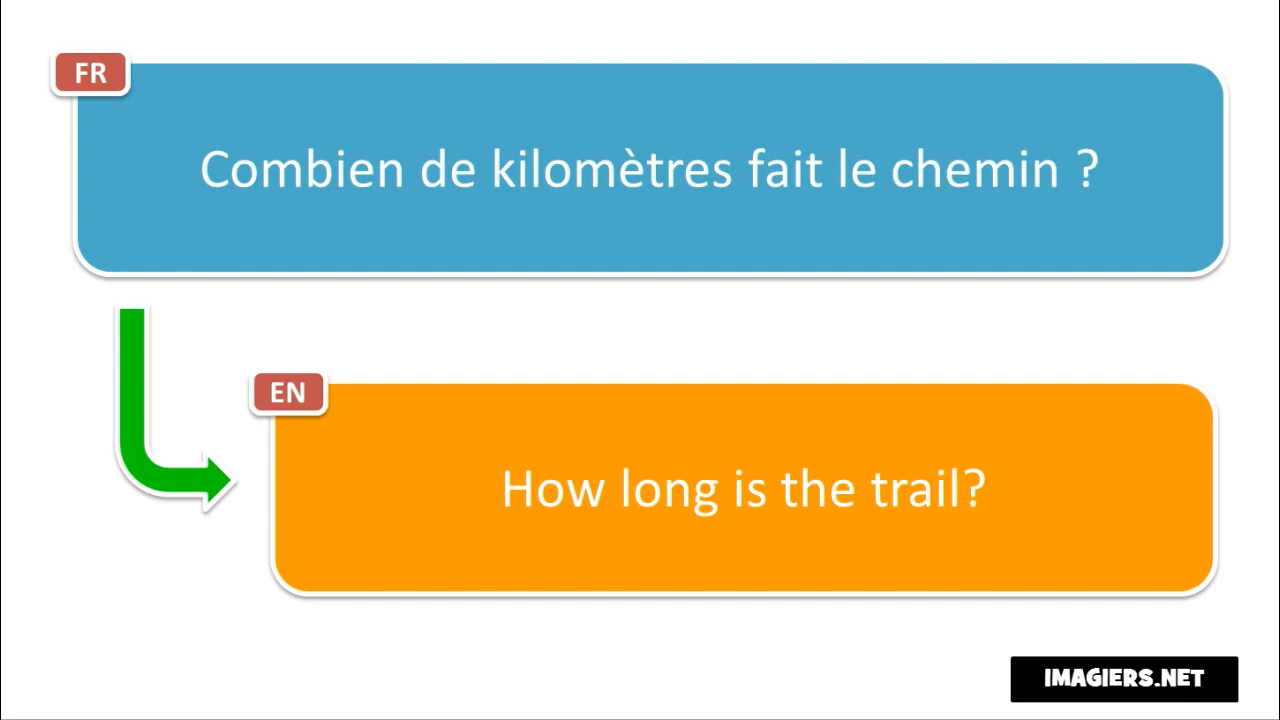 FR
Combien de kilomètres fait le chemin ?
EN
How long is the trail?
IMAGIERS.NET